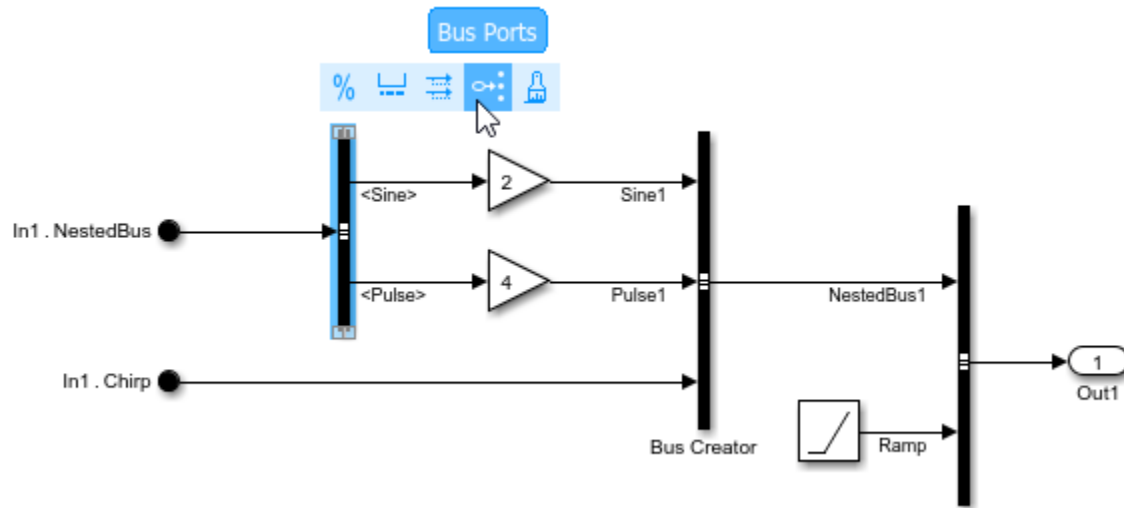 Bus Ports
%
<Sine>
2
Sine1
In1 . NestedBus
<Pulse>
4
Pulse1
NestedBus1
In1 . Chirp
1
Out1
Bus Creator
Ramp